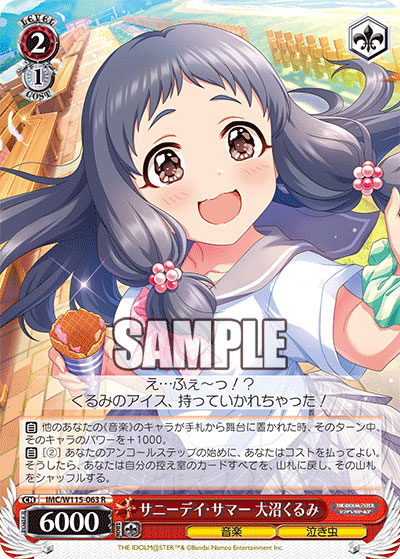 LEVEL
2
1
COST
SAMPLE
え…ふぇ～っ！？
くるみのアイス、持っていかれちゃった！
自 他のあなたの《音楽》のキャラが手札から舞台に置かれた時、そのターン中、
そのキャラのパワーを＋1000。
自 ［②］ あなたのアンコールステップの始めに、あなたはコストを払ってよい。
そうしたら、あなたは自分の控え室のカードすべてを、山札に戻し、その山札
をシャッフルする。
CH IMC/W115-063 R
POWER 6000
サニーデイ・サマー 大沼くるみ
音楽 泣き虫
THE IDOLM@STER
THE IDOLM@STER™& ©Bandai Namco Entertainment Inc.